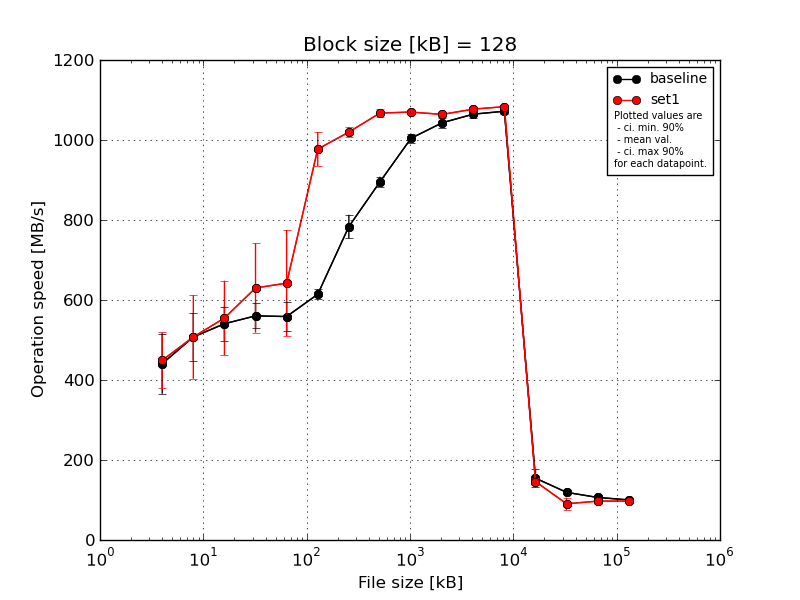 Block size [kB] = 128
1200
1000
800
600
400
200
0
Operation speed [MB/s]
baseline
set1
Plotted values are
- ci. min. 90%
- mean val.
- ci. max 90%
for each datapoint.
10^0 10^1 10^2 10^3 10^4 10^5 10^6
File size [kB]